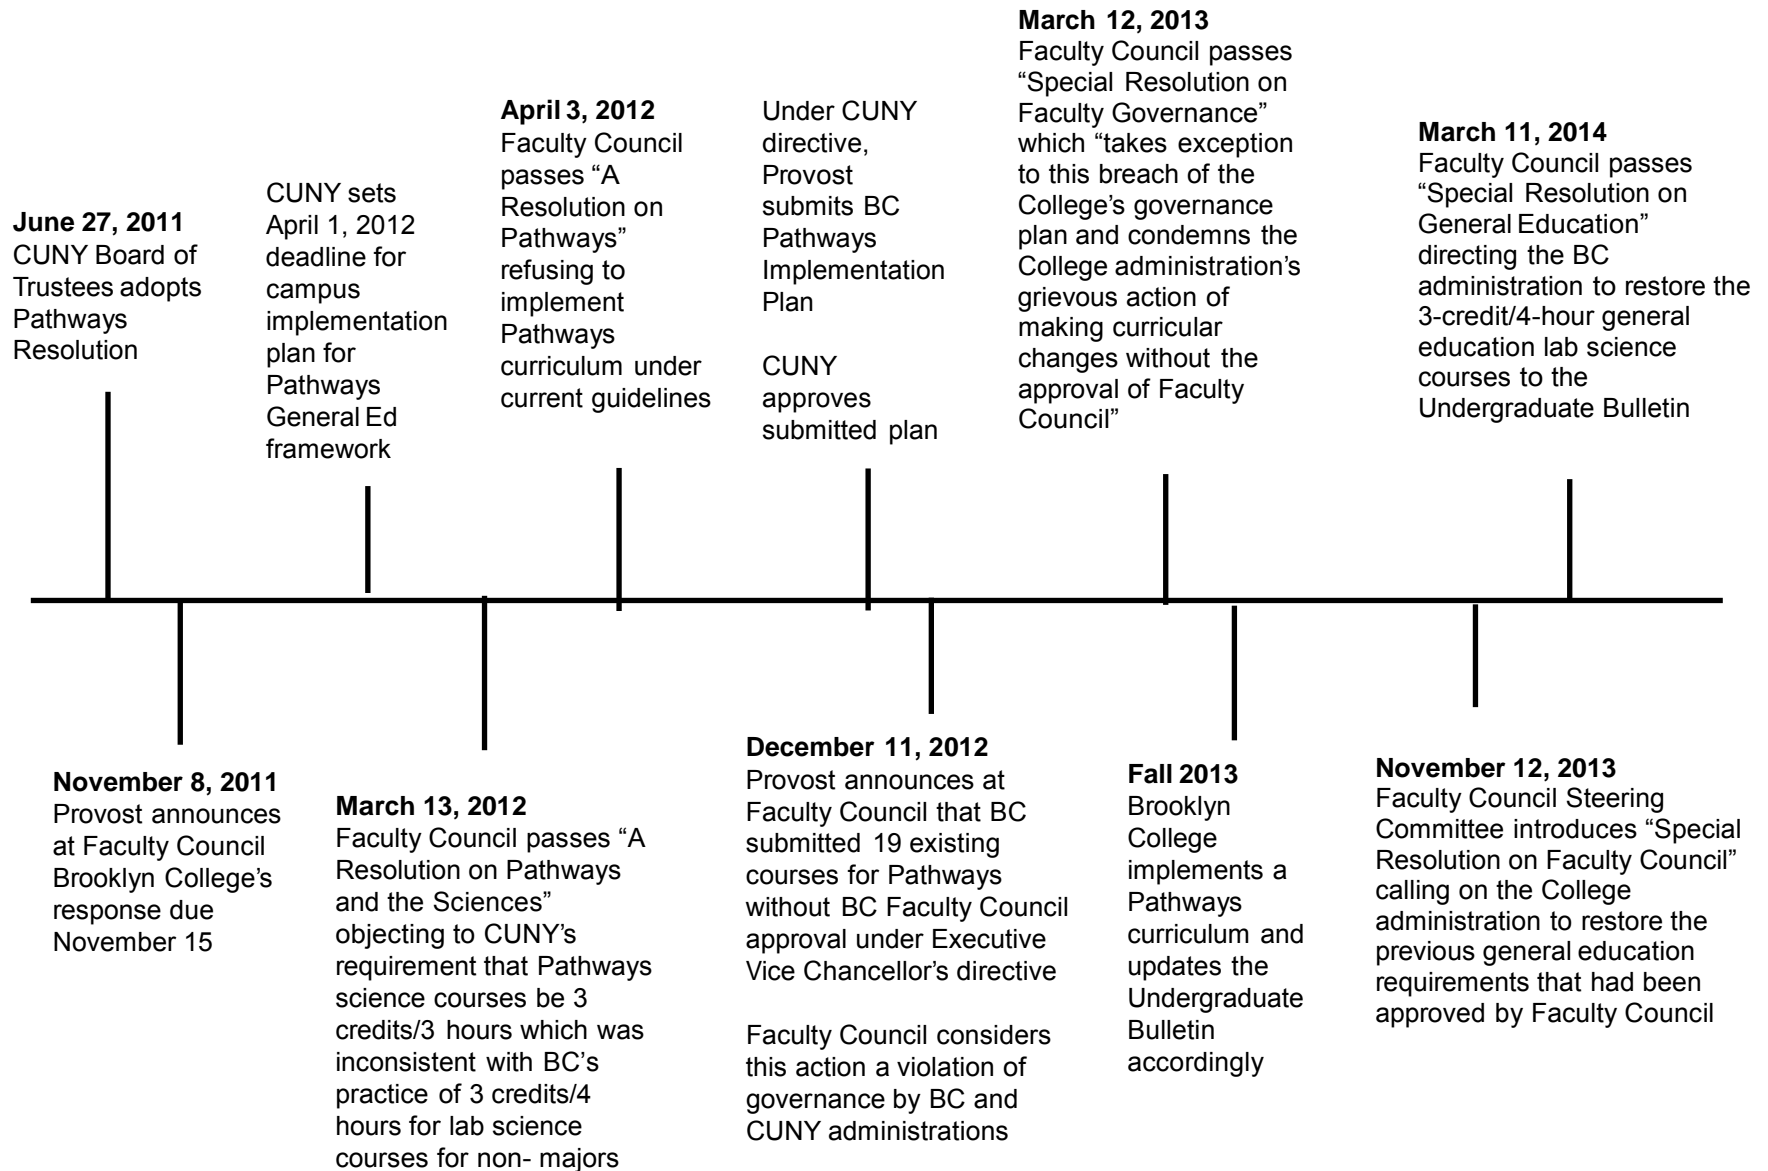 June 27, 2011
CUNY Board of
Trustees adopts
Pathways
Resolution
CUNY sets
April 1, 2012
deadline for
campus
implementation
plan for
Pathways
General Ed
framework
April 3, 2012
Faculty Council
passes “A
Resolution on
Pathways”
refusing to
implement
Pathways
curriculum under
current guidelines
Under CUNY
directive,
Provost
submits BC
Pathways
Implementation
Plan
CUNY
approves
submitted plan
March 12, 2013
Faculty Council passes
“Special Resolution on
Faculty Governance”
which “takes exception
to this breach of the
College’s governance
plan and condemns the
College administration’s
grievous action of
making curricular
changes without the
approval of Faculty
Council”
March 11, 2014
Faculty Council passes
“Special Resolution on
General Education”
directing the BC
administration to restore the
3-credit/4-hour general
education lab science
courses to the
Undergraduate Bulletin
November 8, 2011
Provost announces
at Faculty Council
Brooklyn College’s
response due
November 15
March 13, 2012
Faculty Council passes “A
Resolution on Pathways
and the Sciences”
objecting to CUNY’s
requirement that Pathways
science courses be 3
credits/3 hours which was
inconsistent with BC’s
practice of 3 credits/4
hours for lab science
courses for non- majors
December 11, 2012
Provost announces at
Faculty Council that BC
submitted 19 existing
courses for Pathways
without BC Faculty Council
approval under Executive
Vice Chancellor’s directive
Faculty Council considers
this action a violation of
governance by BC and
CUNY administrations
Fall 2013
Brooklyn
College
implements a
Pathways
curriculum and
updates the
Undergraduate
Bulletin
accordingly
November 12, 2013
Faculty Council Steering
Committee introduces “Special
Resolution on Faculty Council”
calling on the College
administration to restore the
previous general education
requirements that had been
approved by Faculty Council